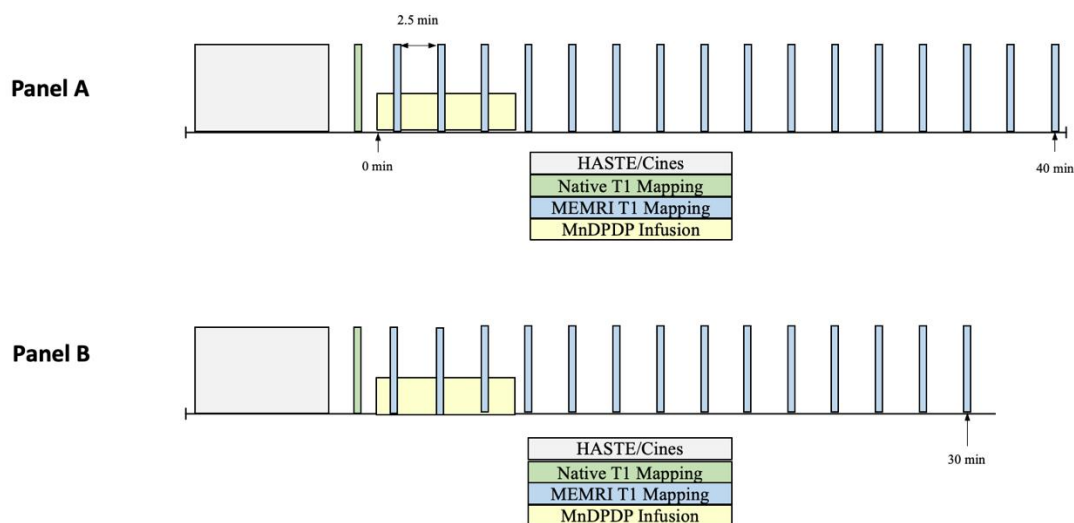 2.5 min
Panel A
0 min
40 min
HASTE/Cines
Native T1 Mapping
MEMRI T1 Mapping
MnDPDP Infusion
Panel B
30 min
HASTE/Cines
Native T1 Mapping
MEMRI T1 Mapping
MnDPDP Infusion